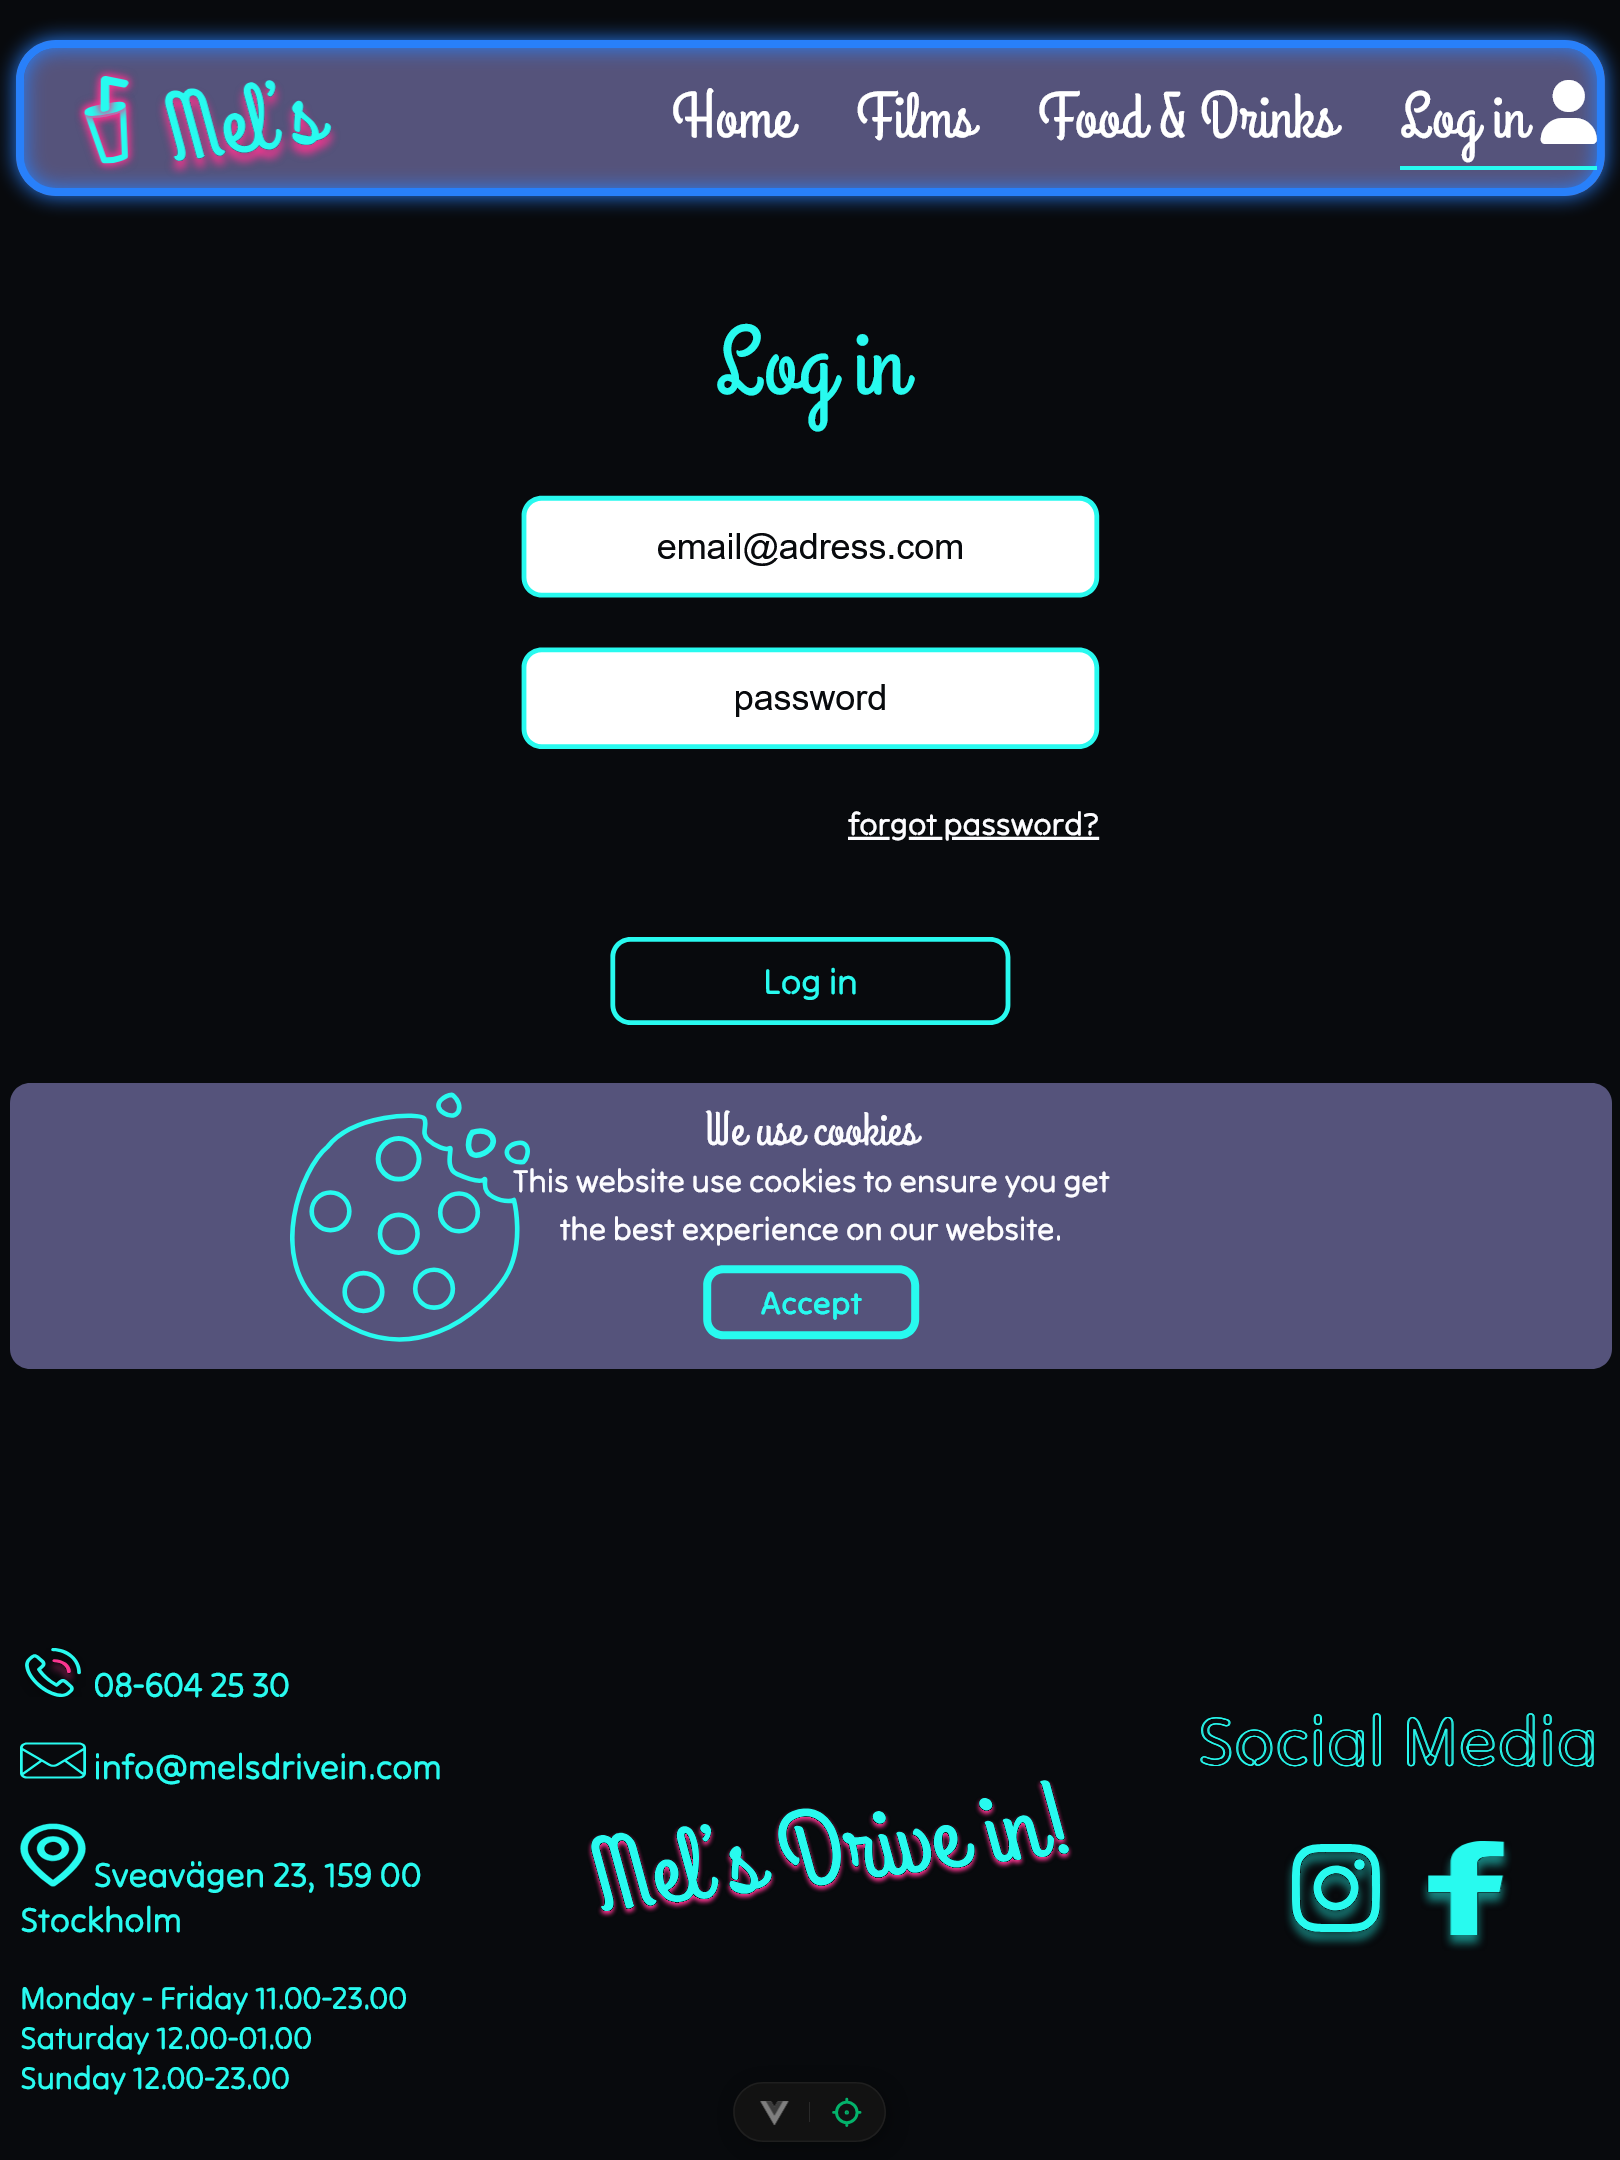 Mel's
Home Films Food & Drinks Log in
Log in
email@adress.com
password
forgot password?
Log in
We use cookies
This website use cookies to ensure you get
the best experience on our website.
Accept
08-604 25 30
info@melsdrivein.com
Sveavägen 23, 159 00
Stockholm
Monday - Friday 11.00-23.00
Saturday 12.00-01.00
Sunday 12.00-23.00
Mel's Drive in!
Social Media